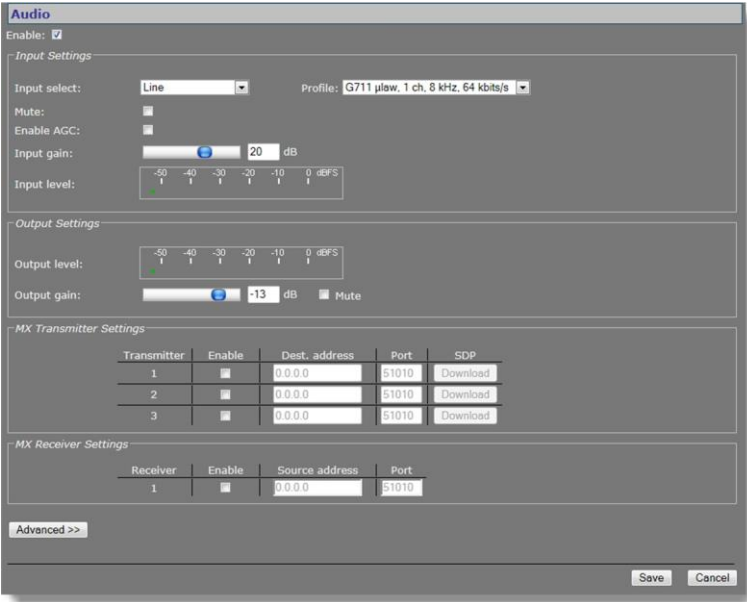 Audio
Enable:
Input Settings
Input select: Line Profile: G711 µlaw, 1 ch, 8 kHz, 64 kbits/s
Mute:
Enable AGC:
Input gain: 20 dB
-50 -40 -30 -20 -10 0 dBFS
Input level:
Output Settings
-50 -40 -30 -20 -10 0 dBFS
Output level:
Output gain: -13 dB Mute
MX Transmitter Settings
Transmitter Enable Dest. address Port SDP
1 0.0.0.0 51010 Download
2 0.0.0.0 51010 Download
3 0.0.0.0 51010 Download
MX Receiver Settings
Receiver Enable Source address Port
1 0.0.0.0 51010
Advanced >>
Save Cancel